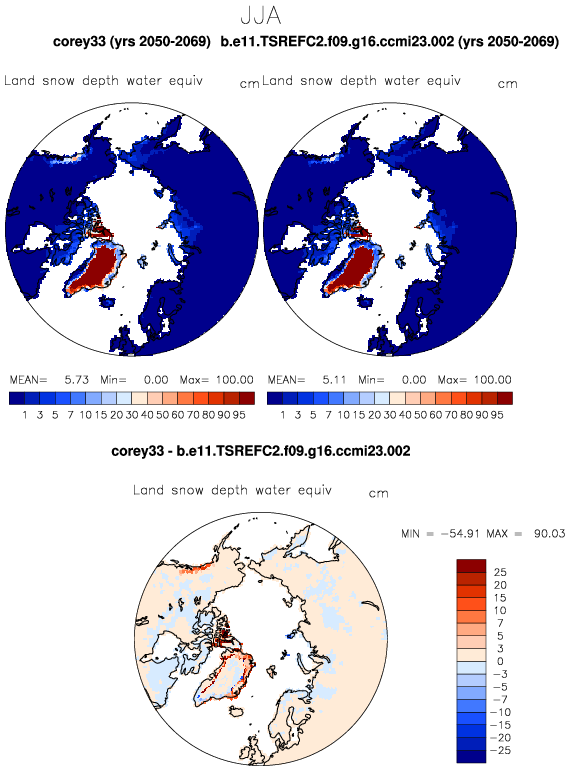 JJA
corey33 (yrs 2050-2069) b.e11.TSREFC2.f09.g16.ccmi23.002 (yrs 2050-2069)
Land snow depth water equiv cm Land snow depth water equiv cm
MEAN= 5.73 Min= 0.00 Max= 100.00 MEAN= 5.11 Min= 0.00 Max= 100.00
1 3 5 7 10 15 20 30 40 50 60 70 80 90 95 1 3 5 7 10 15 20 30 40 50 60 70 80 90 95
corey33 - b.e11.TSREFC2.f09.g16.ccmi23.002
Land snow depth water equiv cm
MIN = -54.91 MAX = 90.03
25
20
15
10
7
5
3
0
-3
-5
-7
-10
-15
-20
-25